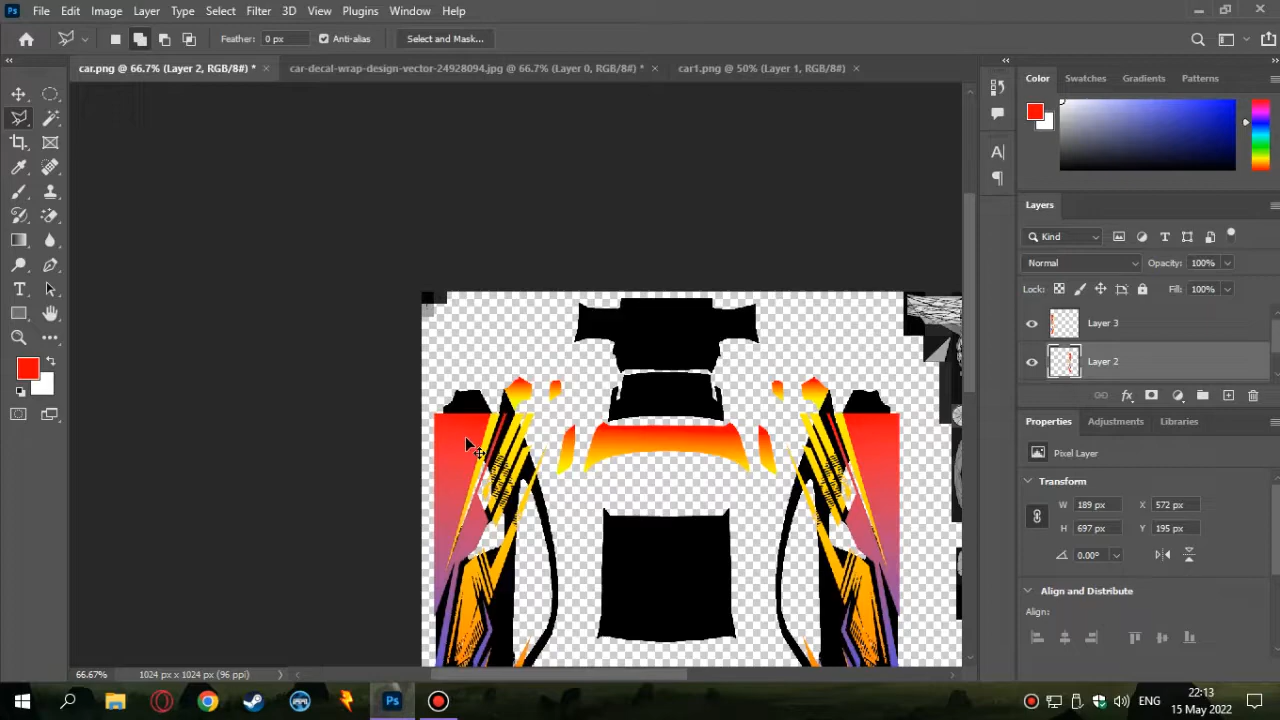 Ps File Edit Image Layer Type Select Filter 3D View Plugins Window Help
Feather: 0 px Anti-alias Select and Mask...
car.png @ 66.7% (Layer 2, RGB/8#) * × car-decal-wrap-design-vector-24928094.jpg @ 66.7% (Layer 0, RGB/8#) * × car1.png @ 50% (Layer 1, RGB/8#) ×
Color Swatches Gradients Patterns
Layers
Kind
Normal Opacity: 100%
Lock: Fill: 100%
Layer 3
Layer 2
Properties Adjustments Libraries
Pixel Layer
Transform
W 189 px X 572 px
H 697 px Y 195 px
0.00°
Align and Distribute
Align:
66.67% 1024 px x 1024 px (96 ppi)
Ps ENG 22:13
15 May 2022